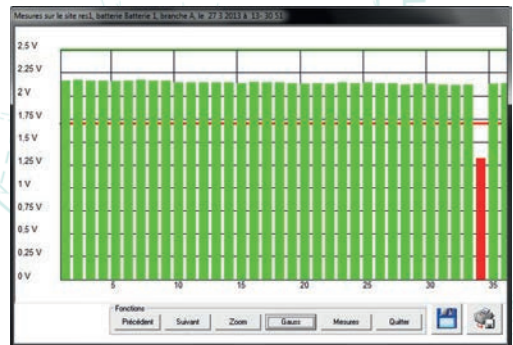 Mesures sur le site res1, batterie Batterie 1, branche A, le 27 3 2013 à 13- 30 51
2,5 V
2,25 V
2 V
1,75 V
1,5 V
1,25 V
1 V
0,5 V
0,5 V
0,25 V
0 V
5 10 15 20 25 30 35
Fonctions
Précédent Suivant Zoom Gauss Mesures Quitter